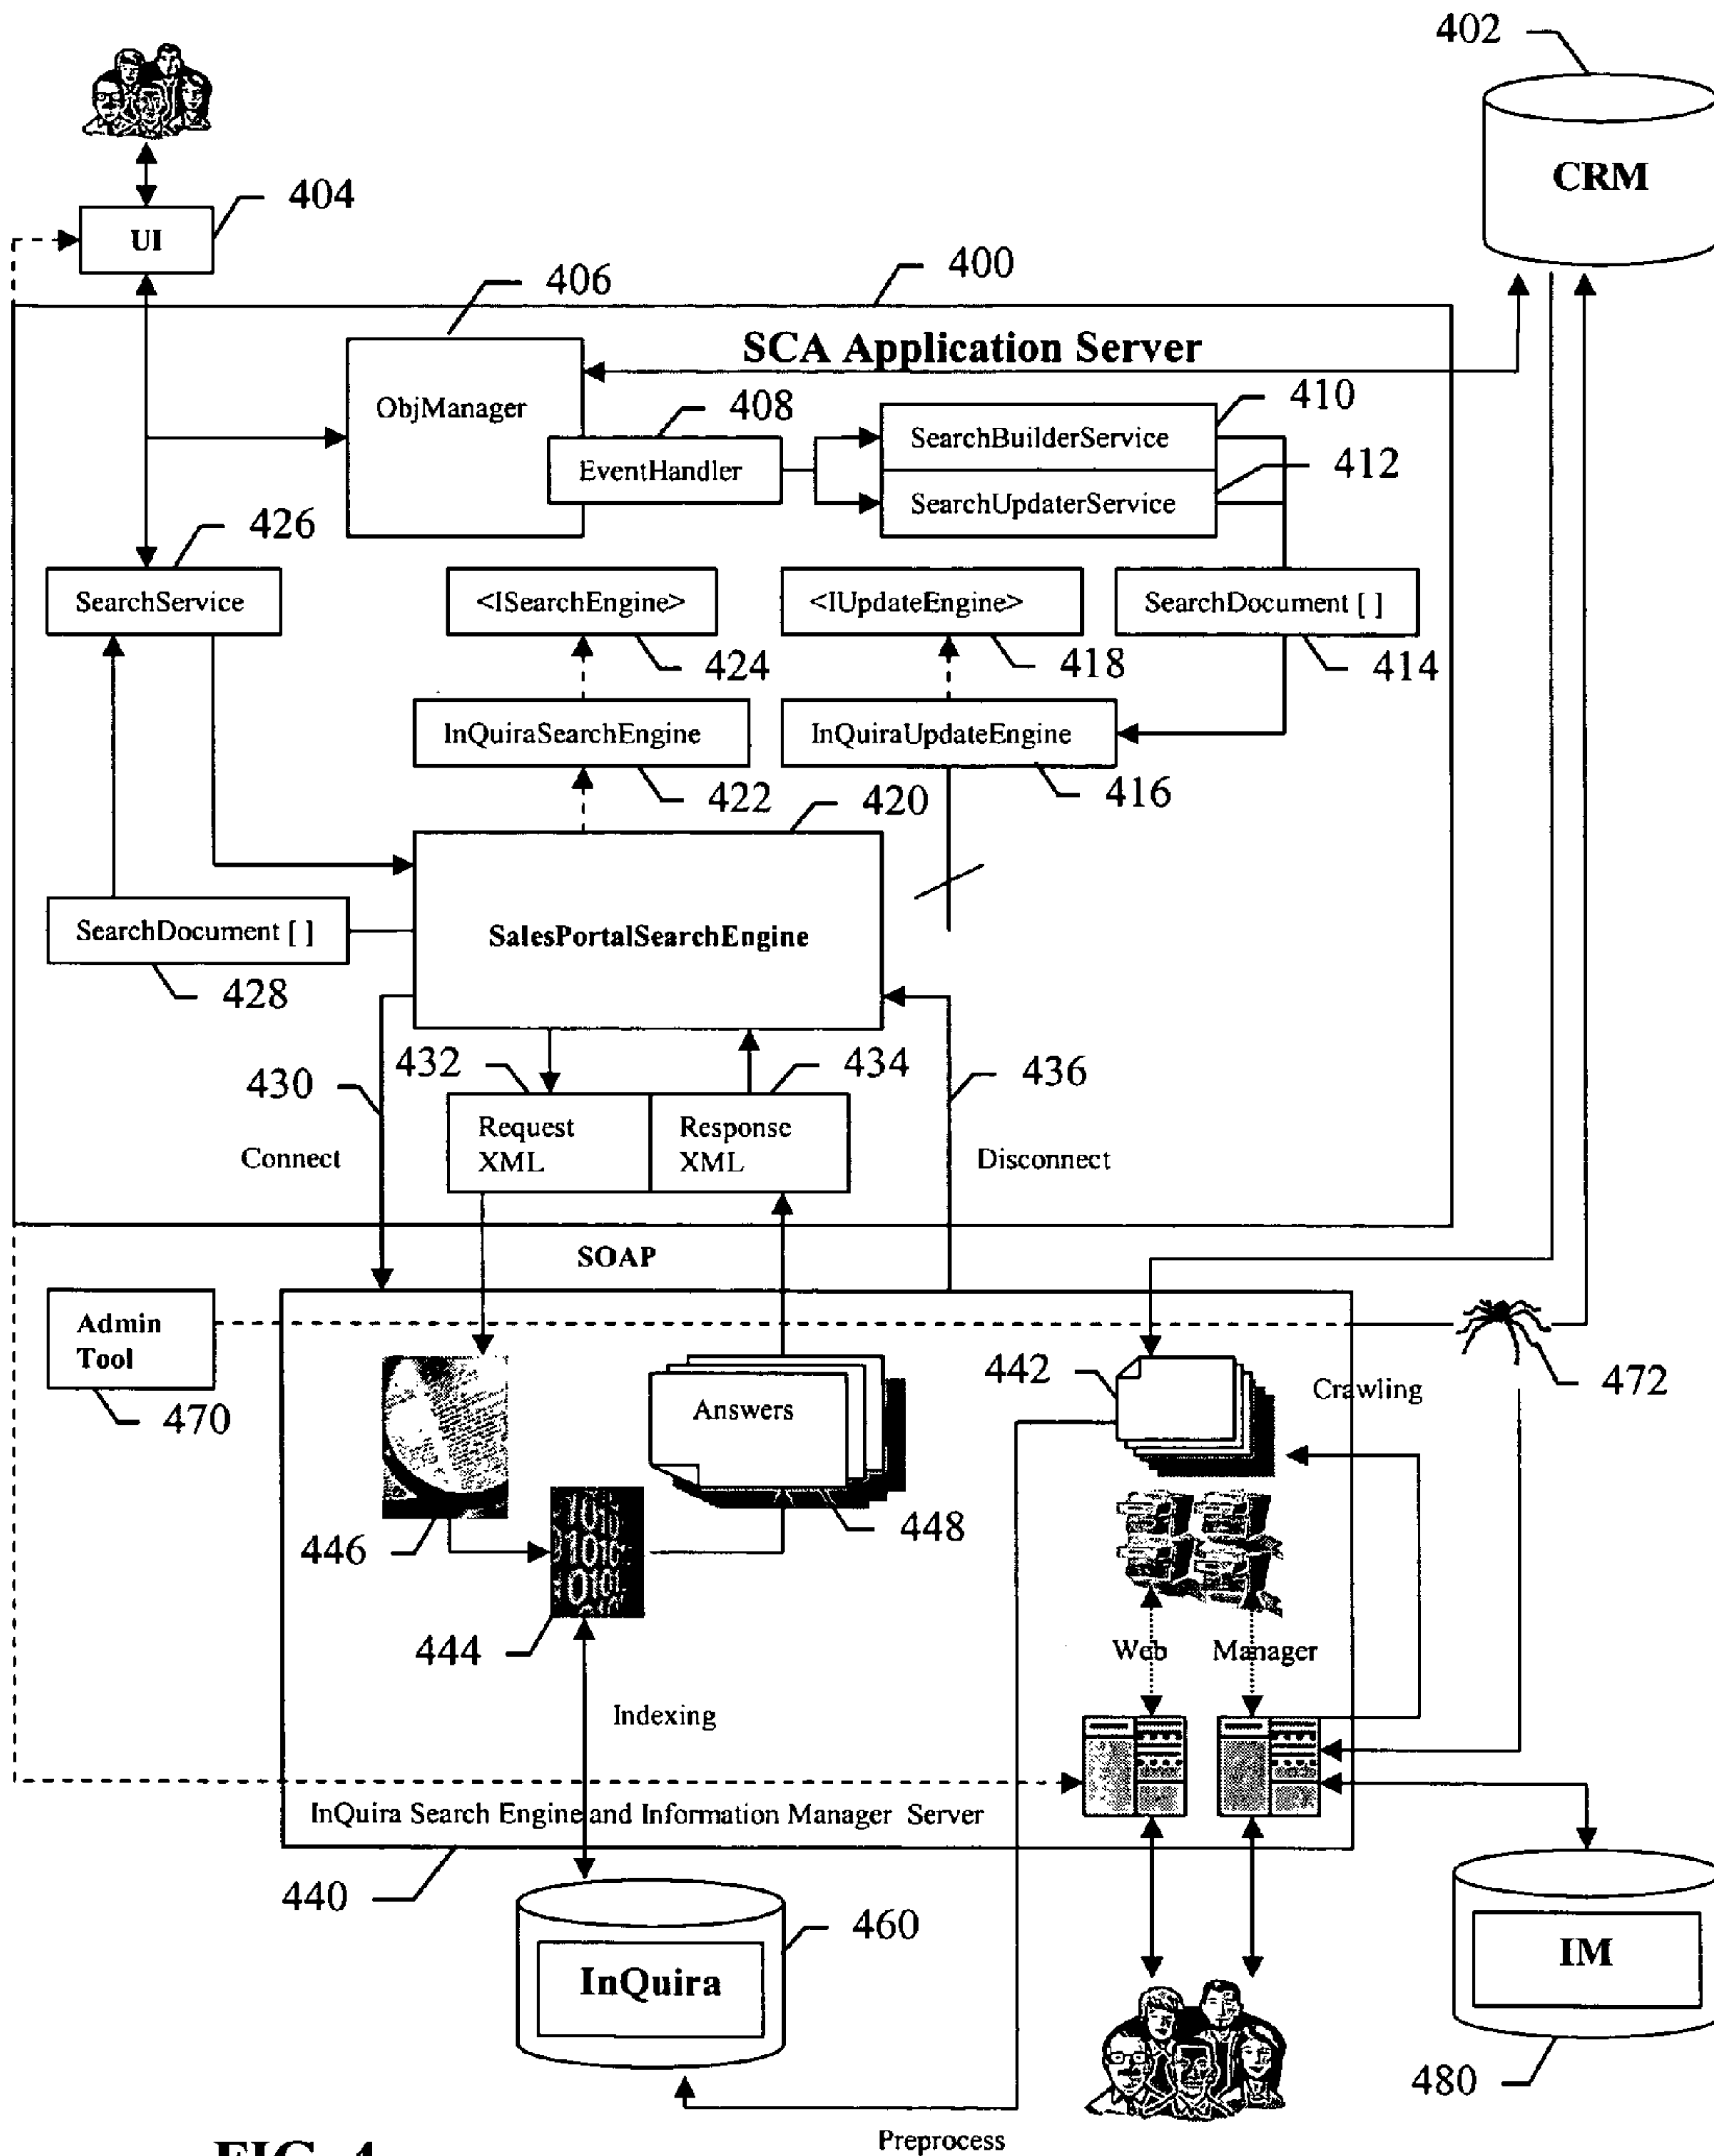 402
CRM
404
UI
400
406
SCA Application Server
ObjManager
408
410
EventHandler
SearchBuilderService
412
SearchUpdaterService
426
SearchService
<ISearchEngine>
<IUpdateEngine>
SearchDocument [ ]
424
418
414
InQuiraSearchEngine
InQuiraUpdateEngine
422
420
416
SearchDocument [ ]
SalesPortalSearchEngine
428
432
434
436
430
Request
XML
Response
XML
Connect
Disconnect
SOAP
Admin
Tool
470
442
Crawling
472
Answers
446
448
444
Web
Manager
Indexing
InQuira Search Engine and Information Manager Server
440
460
InQuira
IM
480
Preprocess
FIG. 4